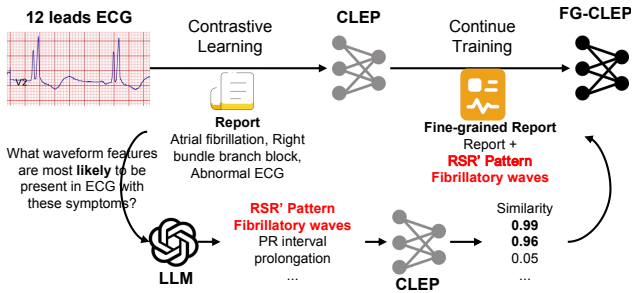 12 leads ECG
Contrastive
Learning
CLEP
Continue
Training
FG-CLEP
V2
Report
Atrial fibrillation, Right
bundle branch block,
Abnormal ECG
Fine-grained Report
Report +
RSR' Pattern
Fibrillatory waves
What waveform features
are most likely to be
present in ECG with
these symptoms?
LLM
RSR' Pattern
Fibrillatory waves
PR interval
prolongation
...
CLEP
Similarity
0.99
0.96
0.05
...